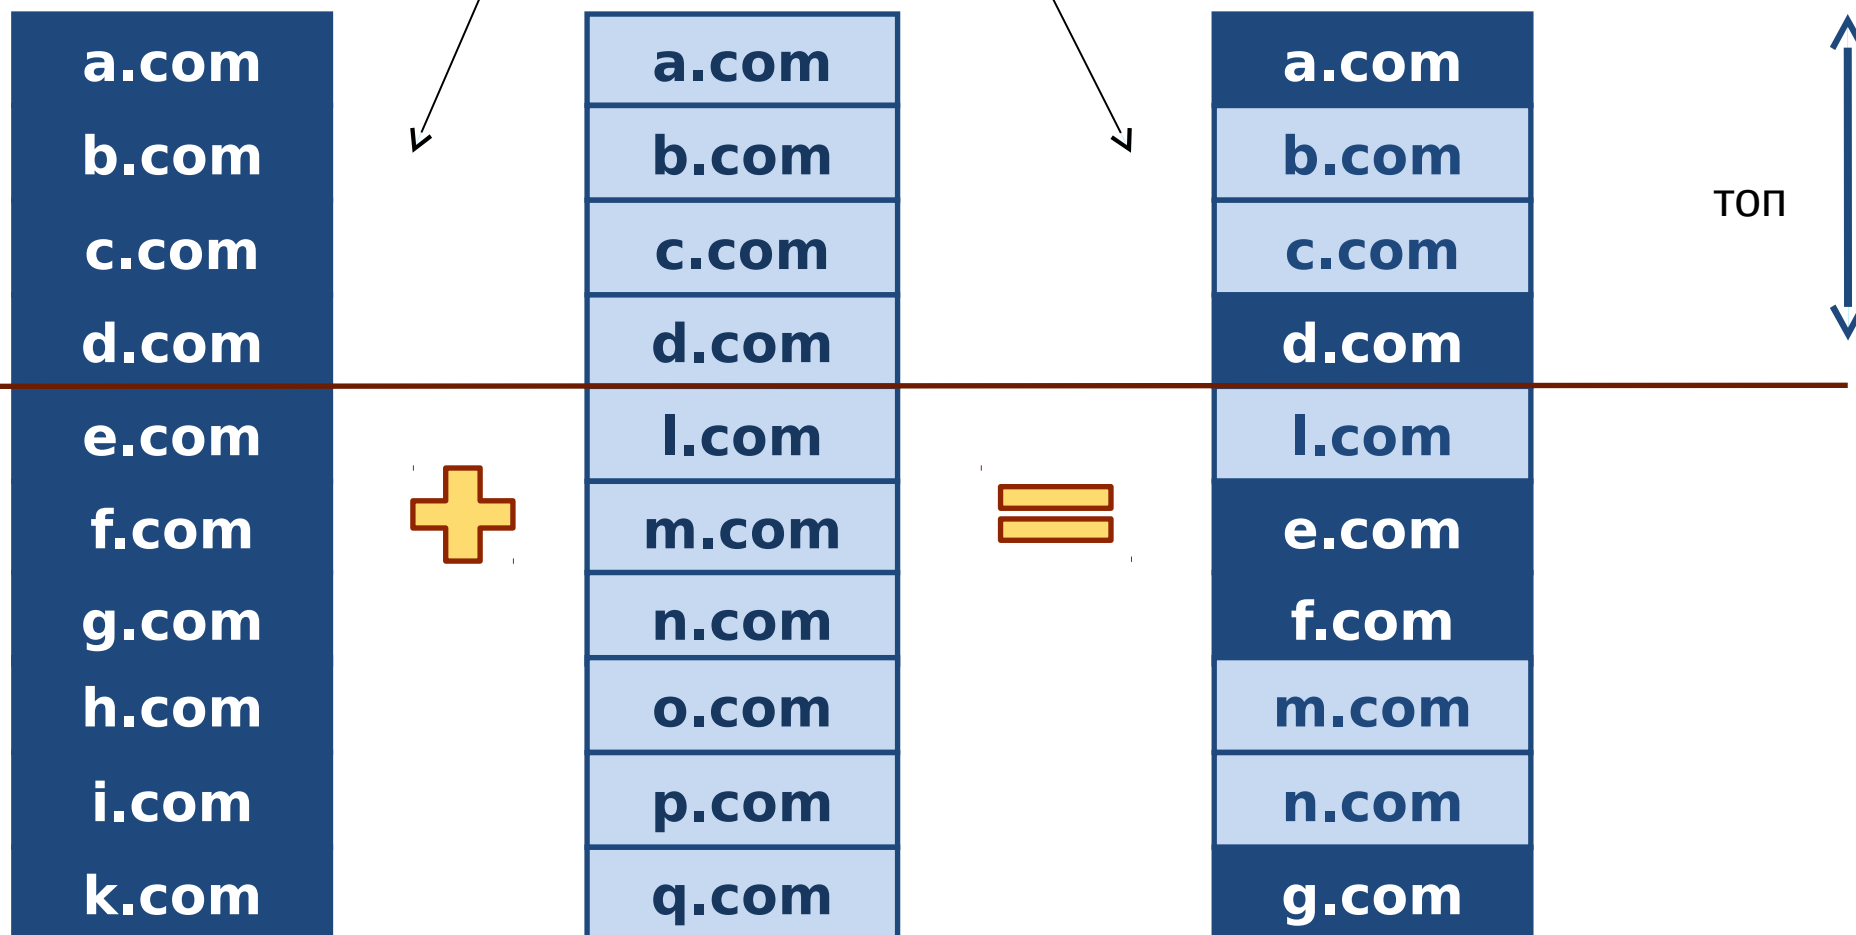 a.com
b.com
c.com
d.com
e.com
f.com
g.com
h.com
i.com
k.com
a.com
b.com
c.com
d.com
l.com
m.com
n.com
o.com
p.com
q.com
a.com
b.com
c.com
d.com
l.com
e.com
f.com
m.com
n.com
g.com
топ